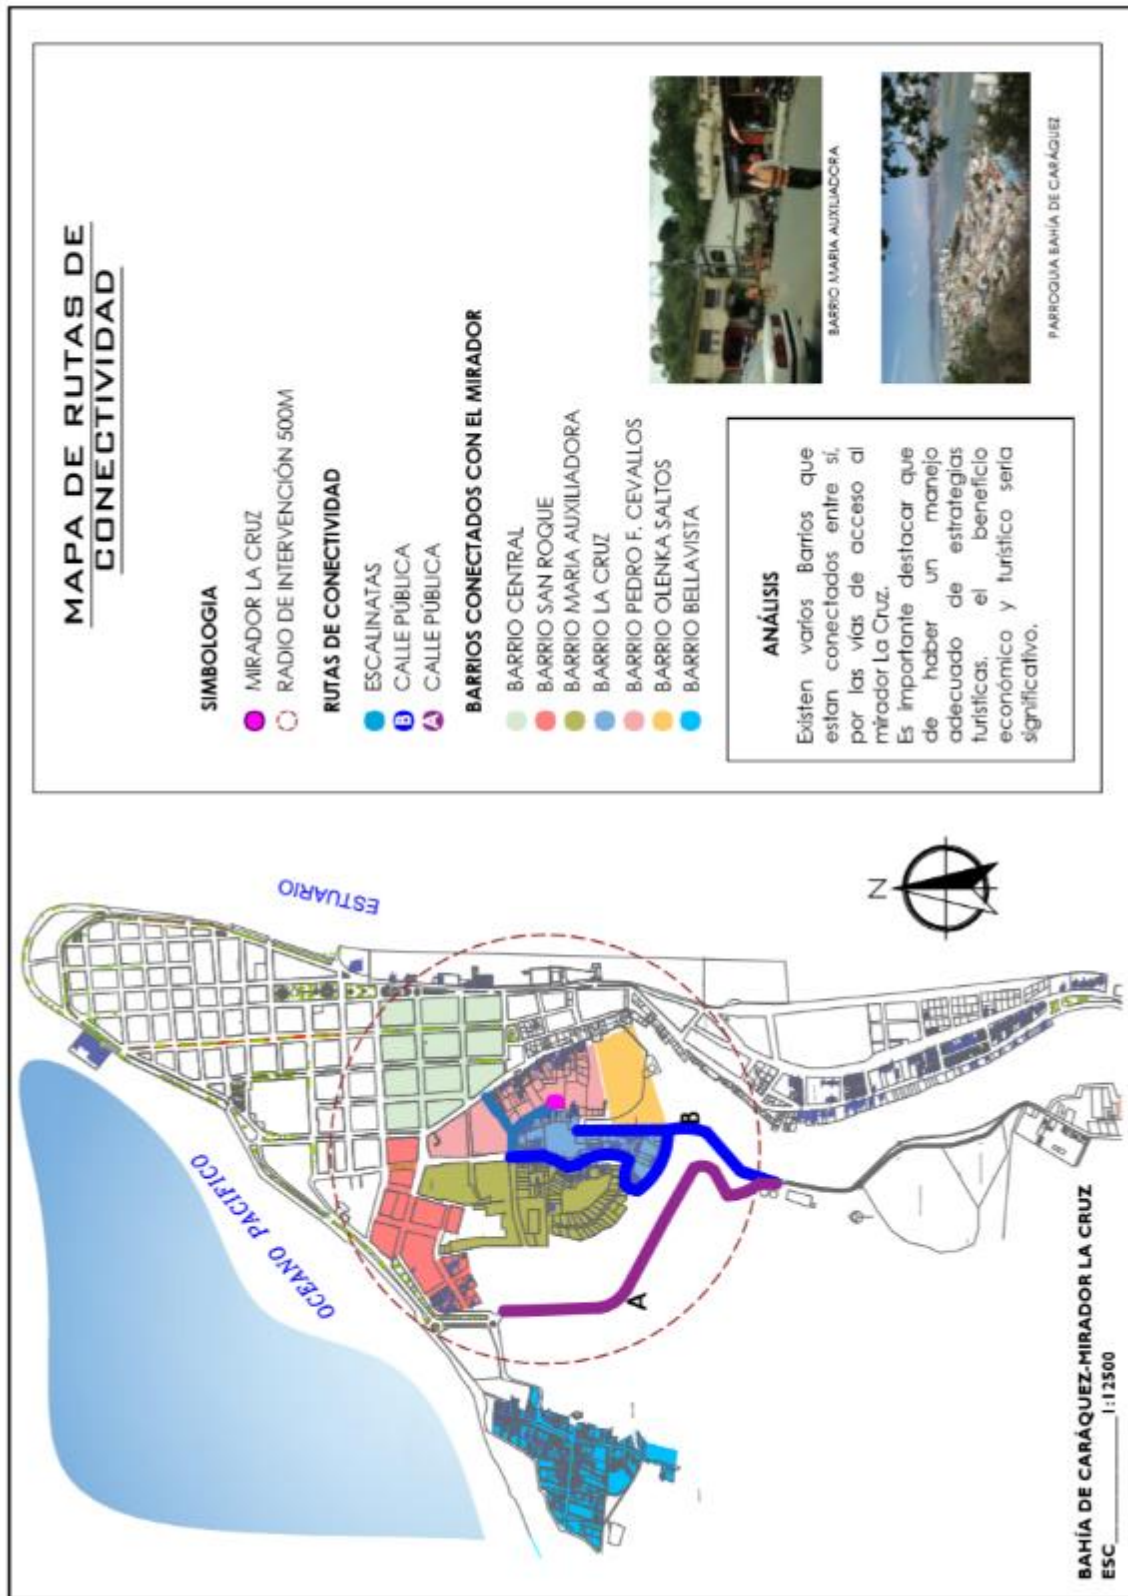 MAPA DE RUTAS DE
CONECTIVIDAD
SIMBOLOGIA
MIRADOR LA CRUZ
RADIO DE INTERVENCIÓN 500M
RUTAS DE CONECTIVIDAD
ESCALINATAS
B CALLE PÚBLICA
A CALLE PÚBLICA
BARRIOS CONECTADOS CON EL MIRADOR
BARRIO CENTRAL
BARRIO SAN ROQUE
BARRIO MARIA AUXILIADORA
BARRIO LA CRUZ
BARRIO PEDRO F. CEVALLOS
BARRIO OLENKA SALTOS
BARRIO BELLAVISTA
ANÁLISIS
Existen varios Barrios que
estan conectados entre sí,
por las vías de acceso al
mirador La Cruz.
Es importante destacar que
de haber un manejo
adecuado de estrategias
turísticas, el beneficio
económico y turístico seria
significativo.
BARRIO MARIA AUXILIADORA
PARROQUIA BAHÍA DE CARÁQUEZ
ESTUARIO
OCEANO PACIFICO
A
B
N
BAHÍA DE CARÁQUEZ-MIRADOR LA CRUZ
ESC__________1:12500